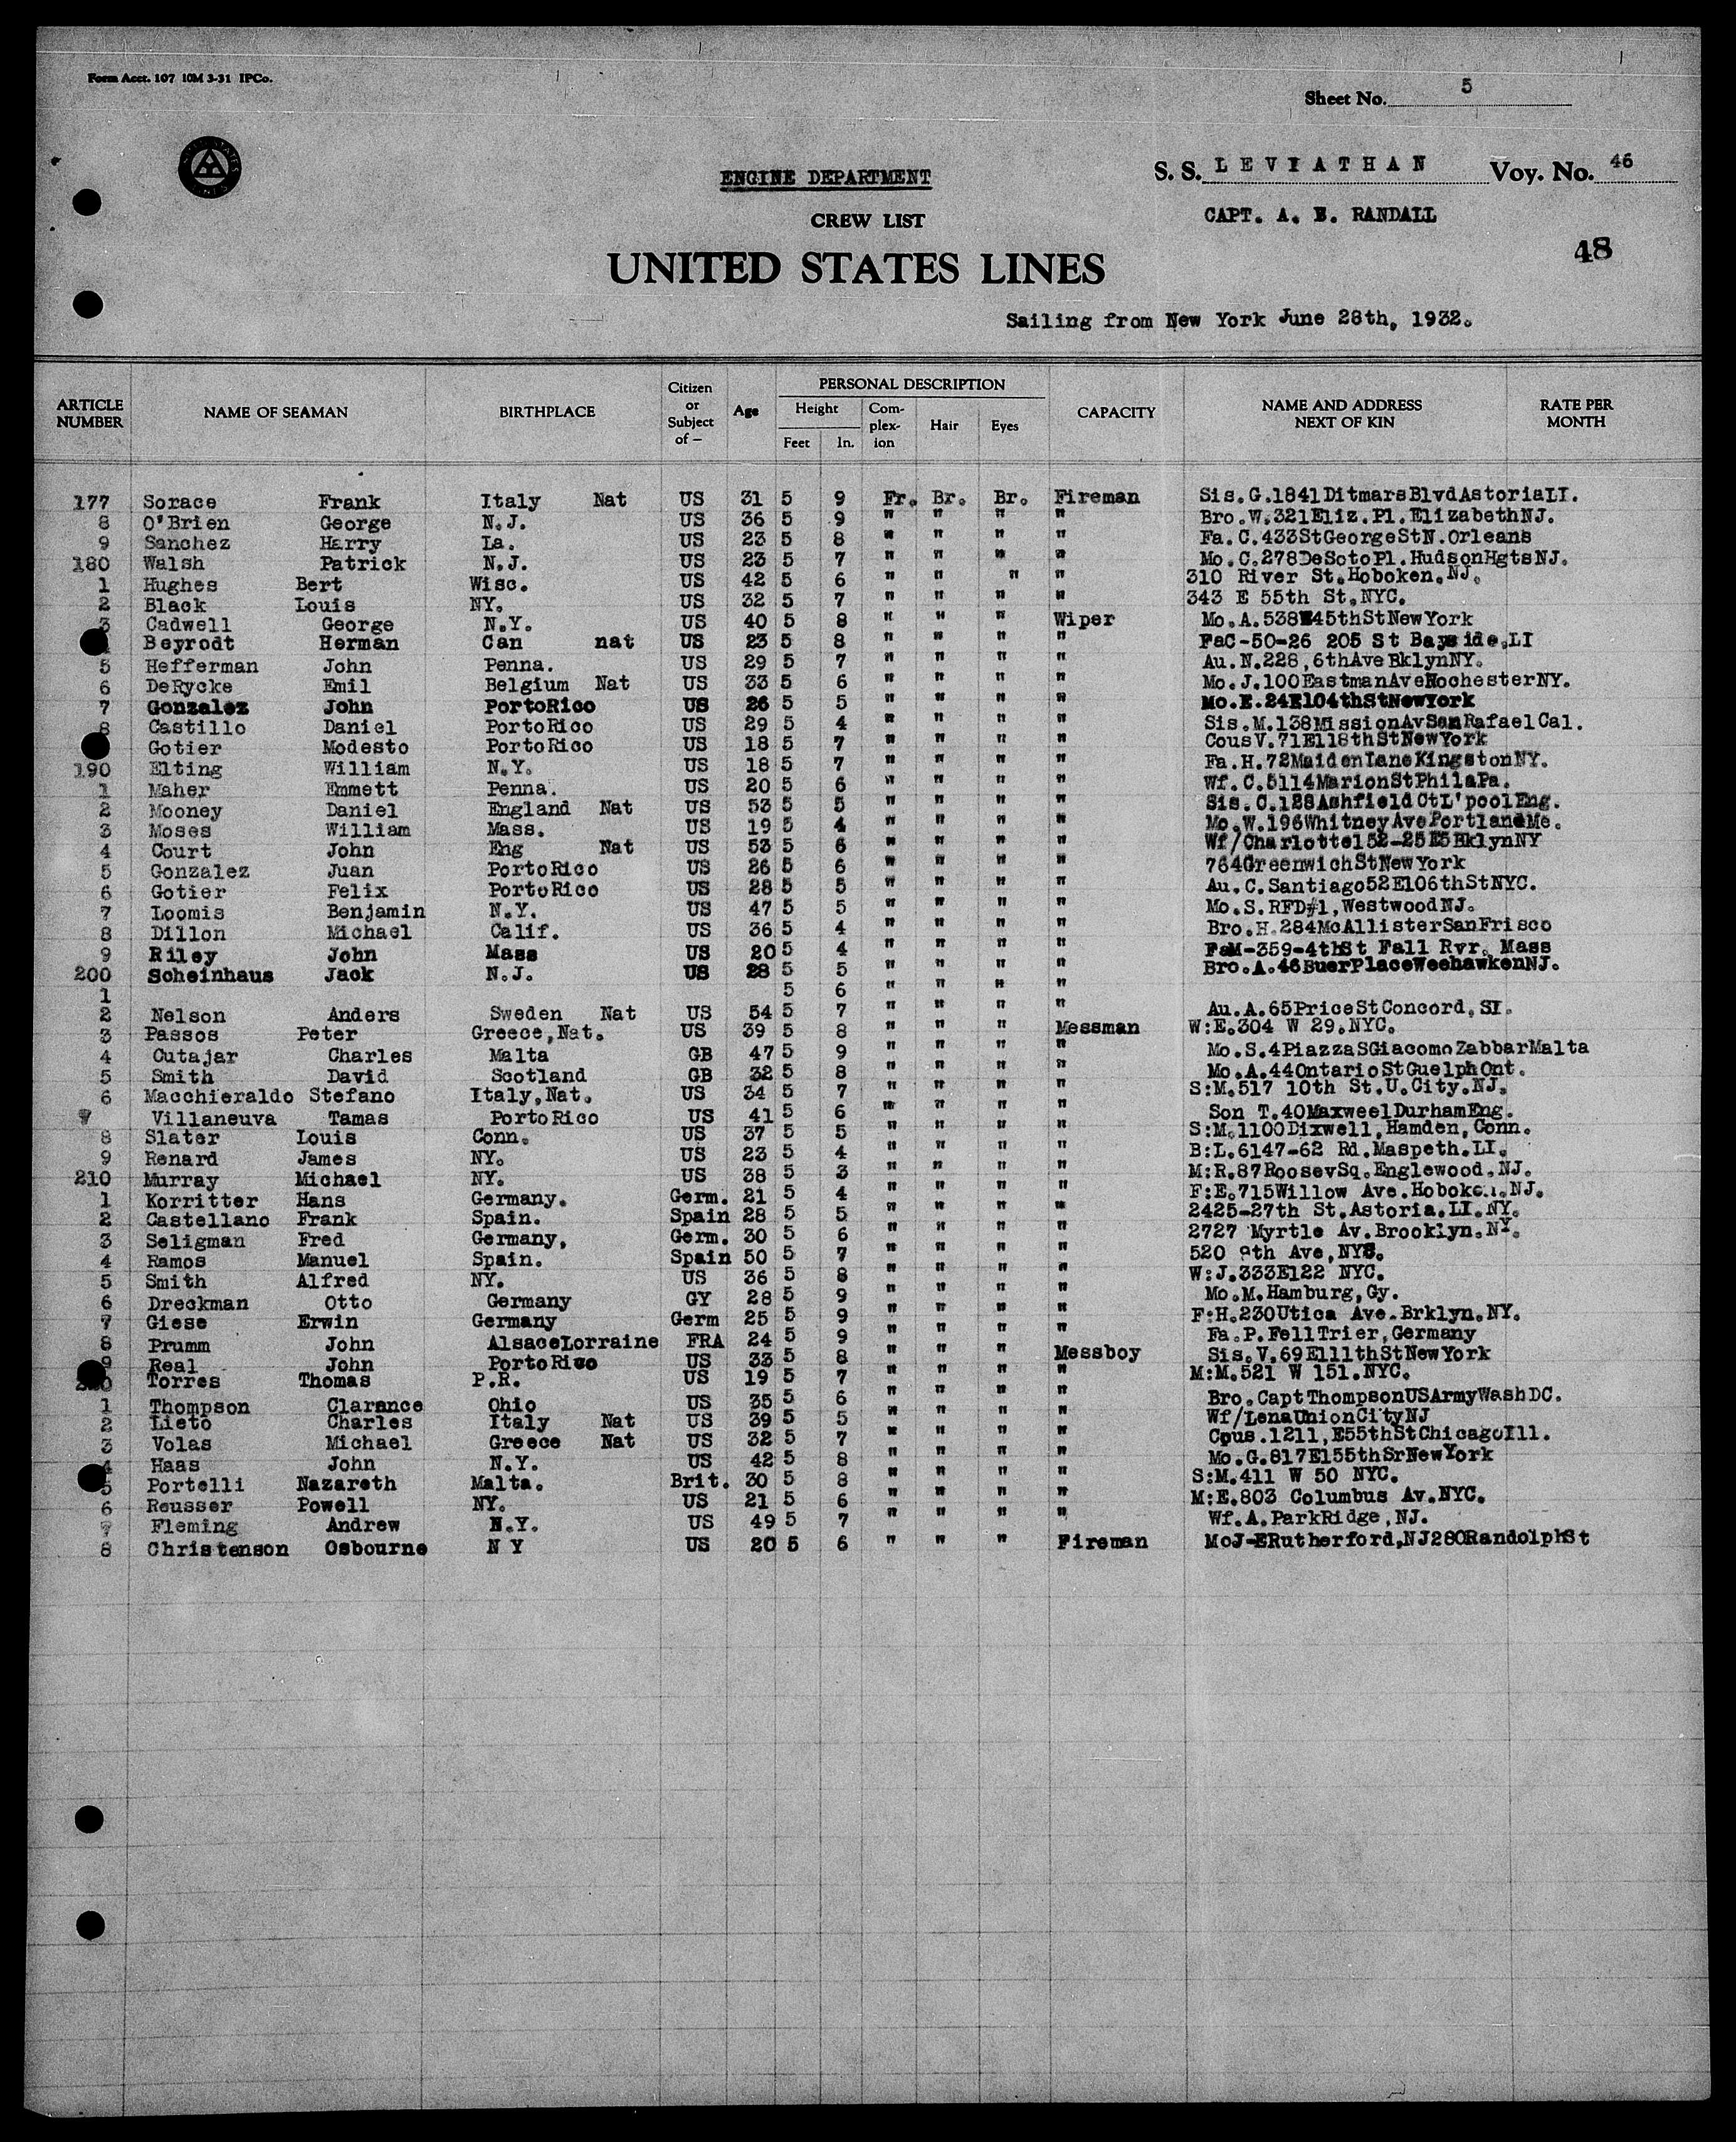 Form Acct. 107 10M 3-31 IPCo.
Sheet No. 5
ENGINE DEPARTMENT
S. S. LEVIATHAN Voy. No. 46
CREW LIST
CAPT. A. B. RANDALL
UNITED STATES LINES
48
Sailing from New York June 28th, 1932.
ARTICLE NUMBER NAME OF SEAMAN BIRTHPLACE Citizen or Subject of — Age PERSONAL DESCRIPTION Height Feet In. Com-plex-ion Hair Eyes CAPACITY NAME AND ADDRESS NEXT OF KIN RATE PER MONTH
177 Sorace Frank Italy Nat US 31 5 9 Fr. Br. Br. Fireman Sis.G.1841DitmarsBlvdAstoriaLI.
8 O'Brien George N.J. US 36 5 9 " " " " Bro.W.321Eliz.Pl.ElizabethNJ.
9 Sanchez Harry La. US 23 5 8 " " " " Fa.C.433StGeorgeStN.Orleans
180 Walsh Patrick N.J. US 23 5 7 " " " " Mo.C.278DeSotoPl.HudsonHgtsNJ.
1 Hughes Bert Wisc. US 42 5 6 " " " " 310 River St.Hoboken.NJ.
2 Black Louis NY. US 32 5 7 " " " " 343 E 55th St.NYC.
3 Cadwell George N.Y. US 40 5 8 " " " Wiper Mo.A.538W45thStNewYork
Beyrodt Herman Can nat US 23 5 8 " " " " FaC-50-26 205 St Bayside,LI
5 Hefferman John Penna. US 29 5 7 " " " " Au.N.228,6thAveBklynNY.
6 DeRycke Emil Belgium Nat US 33 5 6 " " " " Mo.J.100EastmanAveRochesterNY.
7 Gonzalez John PortoRico US 26 5 5 " " " " Mo.E.24E104thStNewYork
8 Castillo Daniel PortoRico US 29 5 4 " " " " Sis.M.138MissionAvSanRafaelCal.
Gotier Modesto PortoRico US 18 5 7 " " " " CousV.71E118thStNewYork
190 Elting William N.Y. US 18 5 7 " " " " Fa.H.72MaidenLaneKingstonNY.
1 Maher Emmett Penna. US 20 5 6 " " " " Wf.C.5114MarionStPhilaPa.
2 Mooney Daniel England Nat US 53 5 5 " " " " Sis.C.128AshfieldCtL'poolEng.
3 Moses William Mass. US 19 5 4 " " " " Mo.W.196WhitneyAvePortlandMe.
4 Court John Eng Nat US 53 5 6 " " " " Wf/Charlotte152-25E5BklynNY
5 Gonzalez Juan PortoRico US 26 5 6 " " " " 764GreenwichStNewYork
6 Gotier Felix PortoRico US 28 5 5 " " " " Au.C.Santiago52E106thStNYC.
7 Loomis Benjamin N.Y. US 47 5 5 " " " " Mo.S.RFD#1,WestwoodNJ.
8 Dillon Michael Calif. US 36 5 4 " " " " Bro.H.284McAllisterSanFrisco
9 Riley John Mass US 20 5 4 " " " " FaM-359-4thSt Fall Rvr. Mass
200 Scheinhaus Jack N.J. US 28 5 5 " " " " Bro.A.46BuerPlaceWeehawkenNJ.
1 5 6 " " " "
2 Nelson Anders Sweden Nat US 54 5 7 " " " " Au.A.65PriceStConcord,SI.
3 Passos Peter Greece,Nat. US 39 5 8 " " " Messman W:E.304 W 29.NYC.
4 Cutajar Charles Malta GB 47 5 9 " " " " Mo.S.4PiazzaSGiacomoZabbarMalta
5 Smith David Scotland GB 32 5 8 " " " " Mo.A.44OntarioStGuelphOnt.
6 Macchieraldo Stefano Italy,Nat. US 34 5 7 " " " " S:M.517 10th St.U.City.NJ.
7 Villaneuva Tamas PortoRico US 41 5 6 " " " " Son T.40MaxweelDurhamEng.
8 Slater Louis Conn. US 37 5 5 " " " " S:M.1100Dixwell,Hamden,Conn.
9 Renard James NY. US 23 5 4 " " " " B:L.6147-62 Rd.Maspeth.LI.
210 Murray Michael NY. US 38 5 3 " " " " M:R.87RoosevSq.Englewood.NJ.
1 Korritter Hans Germany. Germ. 21 5 4 " " " " F:E.715Willow Ave.Hoboken.NJ.
2 Castellano Frank Spain. Spain 28 5 5 " " " " 2425-27th St.Astoria.LI.NY.
3 Seligman Fred Germany, Germ. 30 5 6 " " " " 2727 Myrtle Av.Brooklyn.NY.
4 Ramos Manuel Spain. Spain 50 5 7 " " " " 520 8th Ave,NYC.
5 Smith Alfred NY. US 36 5 8 " " " " W:J.333E122 NYC.
6 Dreckman Otto Germany GY 28 5 9 " " " " Mo.M.Hamburg,Gy.
7 Giese Erwin Germany Germ 25 5 9 " " " " F:H.230Utica Ave.Brklyn.NY.
8 Prumm John AlsaceLorraine FRA 24 5 9 " " " " Fa.P.FellTrier,Germany
9 Real John PortoRico US 33 5 8 " " " Messboy Sis.V.69E111thStNewYork
Torres Thomas P.R. US 19 5 7 " " " " M:M.521 W 151.NYC.
1 Thompson Clarance Ohio US 35 5 6 " " " " Bro.CaptThompsonUSArmyWashDC.
2 Lieto Charles Italy Nat US 39 5 5 " " " " Wf/LenaUnionCityNJ
3 Volas Michael Greece Nat US 32 5 7 " " " " Cous.1211,E55thStChicagoIll.
4 Haas John N.Y. US 42 5 8 " " " " Mo.G.817E155thSrNewYork
5 Portelli Nazareth Malta. Brit. 30 5 8 " " " " S:M.411 W 50 NYC.
6 Reusser Powell NY. US 21 5 6 " " " " M:E.803 Columbus Av.NYC.
7 Fleming Andrew N.Y. US 49 5 7 " " " " Wf.A.ParkRidge,NJ.
8 Christenson Osbourne N Y US 20 5 6 " " " Fireman MoJ-ERutherford,NJ280RandolphSt